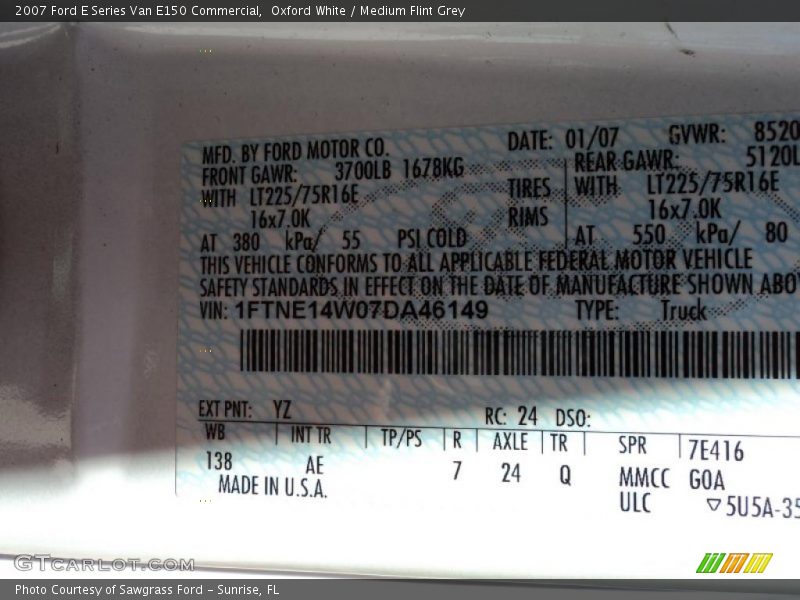 2007 Ford E Series Van E150 Commercial,  Oxford White / Medium Flint Grey
MFD. BY FORD MOTOR CO.
DATE: 01/07
GVWR: 8520
FRONT GAWR: 3700LB 1678KG
REAR GAWR: 5120L
WITH LT225/75R16E
TIRES
WITH LT225/75R16E
16x7.0K
RIMS
16x7.0K
AT 380 kPa/ 55 PSI COLD
AT 550 kPa/ 80
THIS VEHICLE CONFORMS TO ALL APPLICABLE FEDERAL MOTOR VEHICLE
SAFETY STANDARDS IN EFFECT ON THE DATE OF MANUFACTURE SHOWN ABOV
VIN: 1FTNE14W07DA46149
TYPE: Truck
EXT PNT: YZ
RC: 24 DSO:
WB INT TR TP/PS R AXLE TR SPR 7E416
138 AE 7 24 Q MMCC G0A
MADE IN U.S.A.
ULC ▽5U5A-35
GTCARLOT.COM
Photo Courtesy of Sawgrass Ford - Sunrise, FL